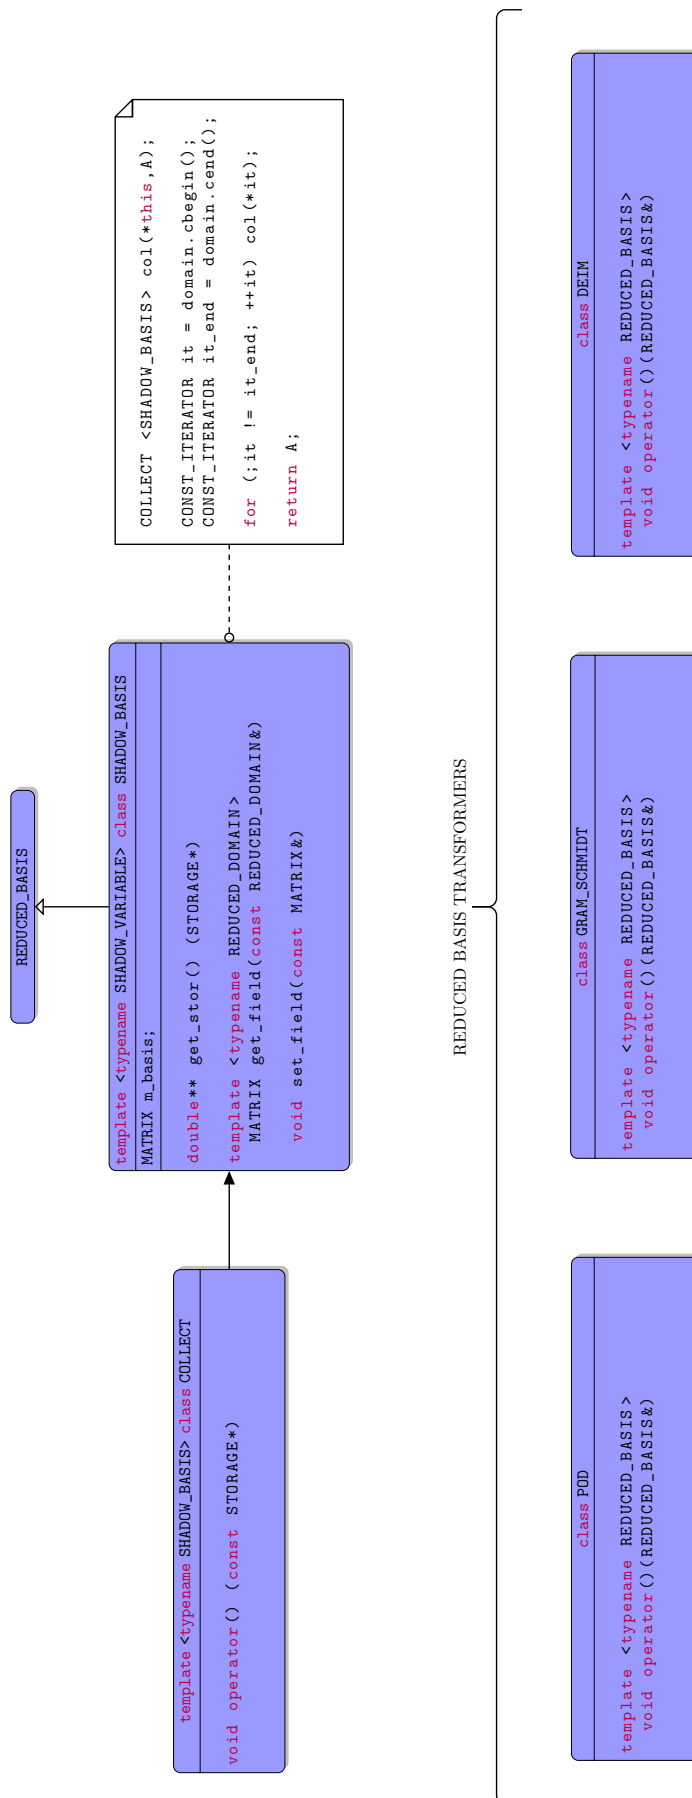 REDUCED_BASIS
template <typename SHADOW_BASIS> class COLLECT
void operator() (const STORAGE*)
template <typename SHADOW_VARIABLE> class SHADOW_BASIS
MATRIX m_basis;
double** get_stor() (STORAGE*)
template <typename REDUCED_DOMAIN>
MATRIX get_field(const REDUCED_DOMAIN&)
void set_field(const MATRIX&)
COLLECT <SHADOW_BASIS> col(*this,A);
CONST_ITERATOR it = domain.cbegin();
CONST_ITERATOR it_end = domain.cend();
for (;it != it_end; ++it) col(*it);
return A;
REDUCED BASIS TRANSFORMERS
class POD
template <typename REDUCED_BASIS>
void operator()(REDUCED_BASIS&)
class GRAM_SCHMIDT
template <typename REDUCED_BASIS>
void operator()(REDUCED_BASIS&)
class DEIM
template <typename REDUCED_BASIS>
void operator()(REDUCED_BASIS&)